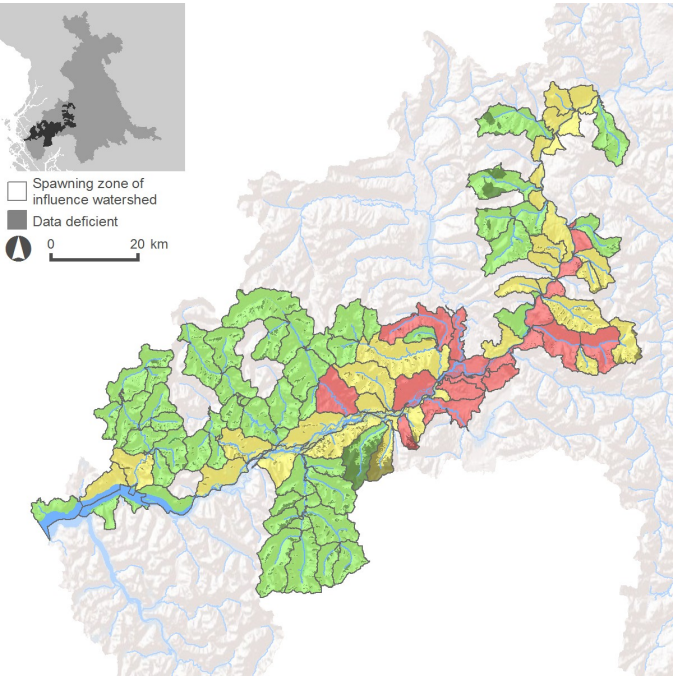 Spawning zone of
influence watershed
Data deficient
0 20 km